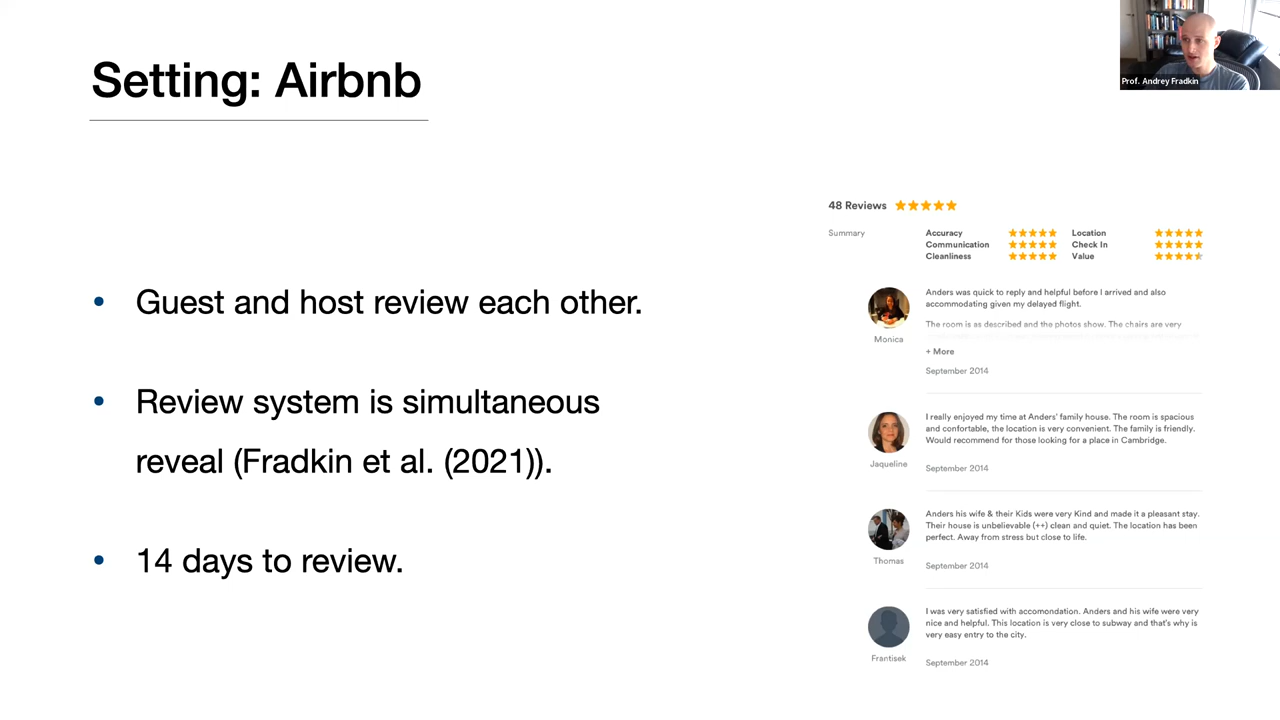 Setting: Airbnb
Prof. Andrey Fradkin
• Guest and host review each other.
• Review system is simultaneous
reveal (Fradkin et al. (2021)).
• 14 days to review.
48 Reviews
Summary
Accuracy
Location
Communication
Check In
Cleanliness
Value
Anders was quick to reply and helpful before I arrived and also
accommodating given my delayed flight.
The room is as described and the photos show. The chairs are very
Monica
+ More
September 2014
I really enjoyed my time at Anders' family house. The room is spacious
and confortable, the location is very convenient. The family is friendly.
Would recommend for those looking for a place in Cambridge.
Jaqueline
September 2014
Anders his wife & their Kids were very Kind and made it a pleasant stay.
Their house is unbelievable (++) clean and quiet. The location has been
perfect. Away from stress but close to life.
Thomas
September 2014
I was very satisfied with accomondation. Anders and his wife were very
nice and helpful. This location is very close to subway and that's why is
very easy entry to the city.
Frantisek
September 2014